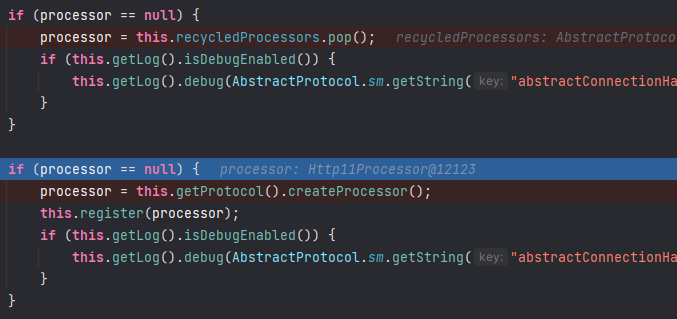 if (processor == null) {
processor = this.recycledProcessors.pop(); recycledProcessors: AbstractProtoco
if (this.getLog().isDebugEnabled()) {
this.getLog().debug(AbstractProtocol.sm.getString( key: "abstractConnectionHa
}
}
if (processor == null) { processor: Http11Processor@12123
processor = this.getProtocol().createProcessor();
this.register(processor);
if (this.getLog().isDebugEnabled()) {
this.getLog().debug(AbstractProtocol.sm.getString( key: "abstractConnectionHa
}
}